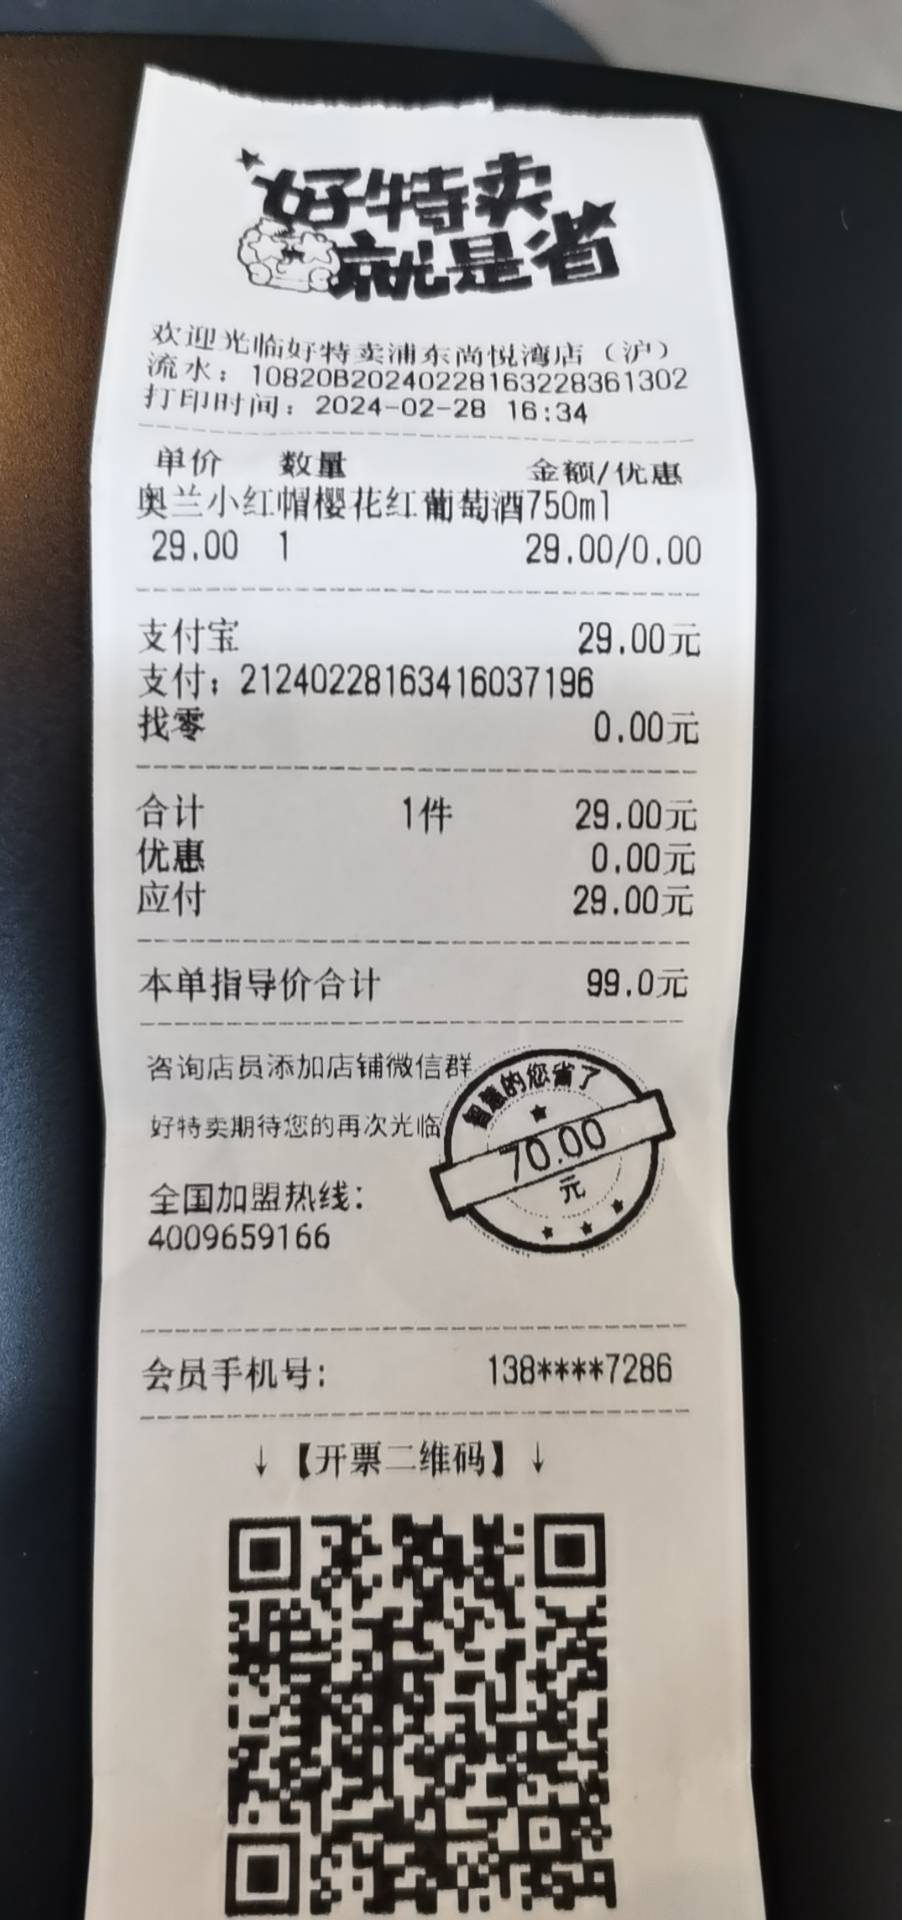 好特卖
就是省
欢迎光临好特卖浦东尚悦湾店（沪）
流水：10820B20240228163228361302
打印时间：2024-02-28 16:34
单价 数量 金额/优惠
奥兰小红帽樱花红葡萄酒750ml
29.00 1 29.00/0.00
支付宝 29.00元
支付：21240228163416037196
找零 0.00元
合计 1件 29.00元
优惠 0.00元
应付 29.00元
本单指导价合计 99.0元
咨询店员添加店铺微信群
好特卖期待您的再次光临
智慧的您省了
70.00
元
全国加盟热线：
4009659166
会员手机号： 138****7286
↓【开票二维码】↓